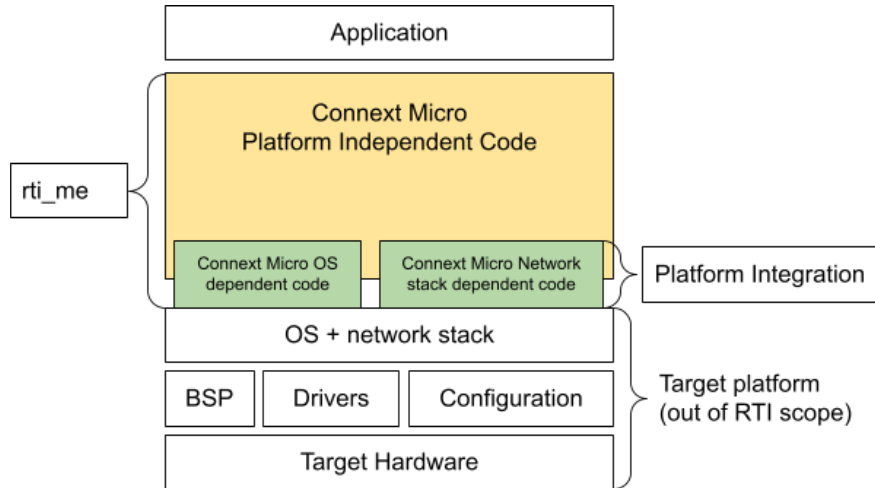 Application
Connext Micro
Platform Independent Code
rti_me
Connext Micro OS
dependent code
Connext Micro Network
stack dependent code
Platform Integration
OS + network stack
BSP
Drivers
Configuration
Target platform
(out of RTI scope)
Target Hardware